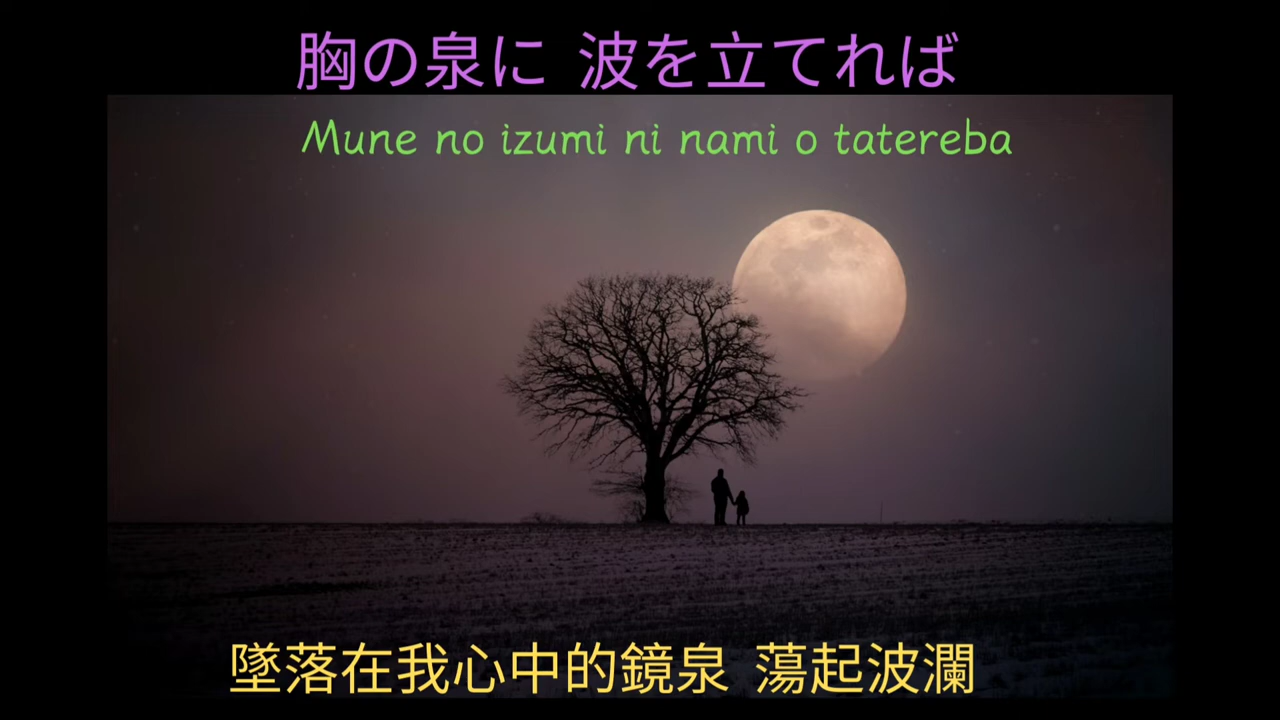 胸の泉に 波を立てれば
Mune no izumi ni nami o tatereba
墜落在我心中的鏡泉 蕩起波瀾